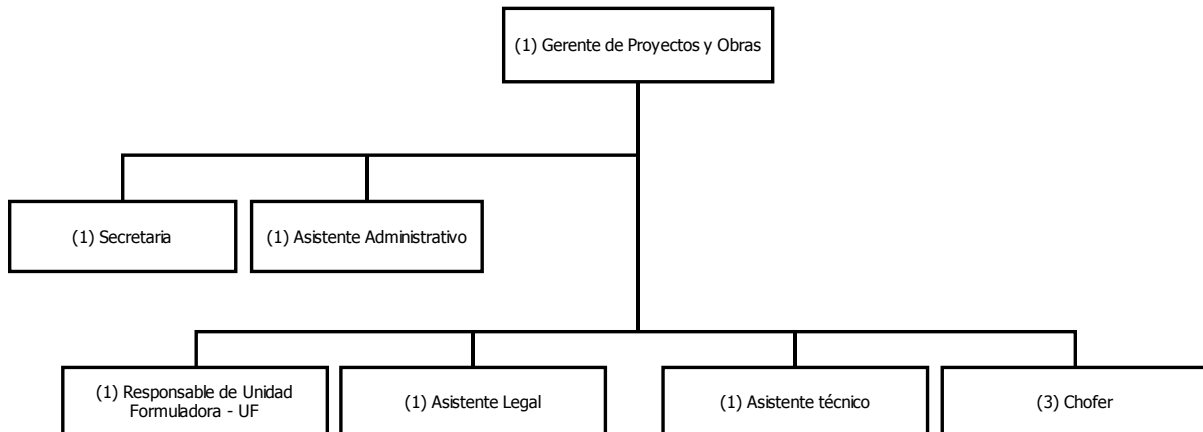 (1) Gerente de Proyectos y Obras
(1) Secretaria
(1) Asistente Administrativo
(1) Responsable de Unidad
Formuladora - UF
(1) Asistente Legal
(1) Asistente técnico
(3) Chofer